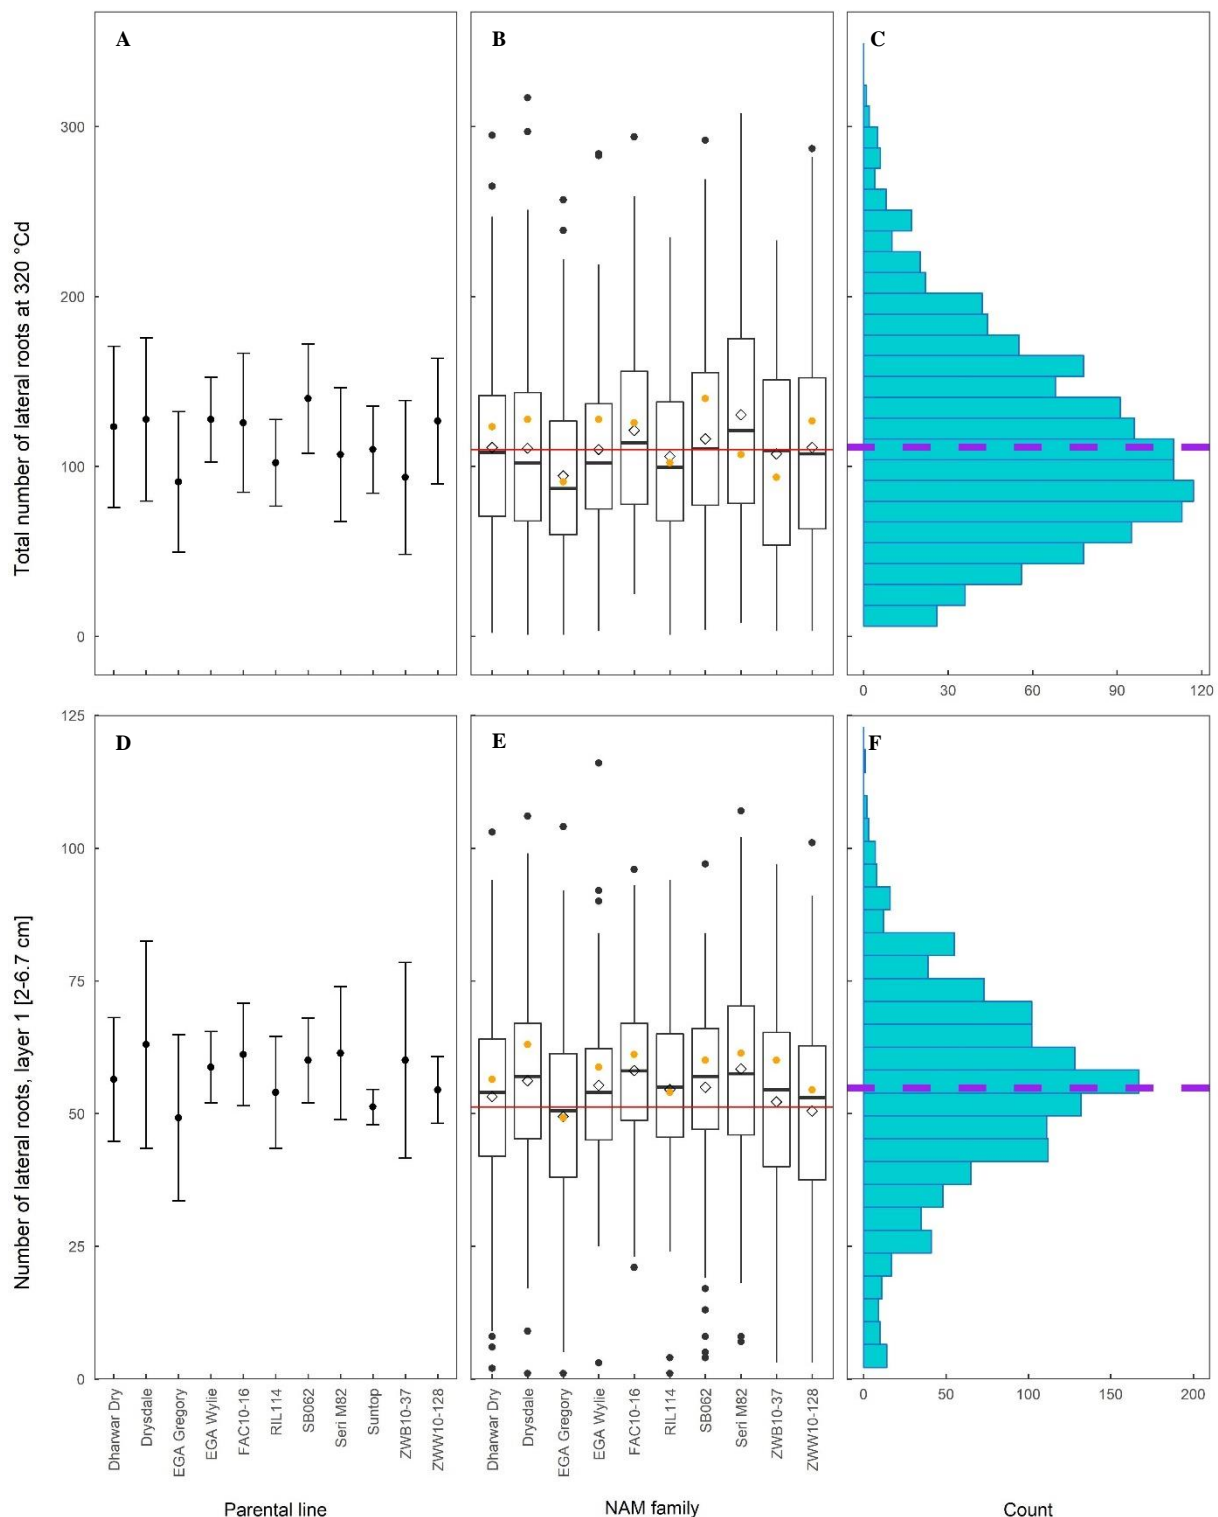 A
B
C
Total number of lateral roots at 320 °Cd
300
200
100
0
0
30
60
90
120
D
E
F
Number of lateral roots, layer 1 [2-6.7 cm]
125
100
75
50
25
0
Dharwar Dry
Drysdale
EGA Gregory
EGA Wylie
FAC10-16
RIL114
SB062
Seri M82
Suntop
ZWB10-37
ZWW10-128
Dharwar Dry
Drysdale
EGA Gregory
EGA Wylie
FAC10-16
RIL114
SB062
Seri M82
ZWB10-37
ZWW10-128
0
50
100
150
200
Parental line
NAM family
Count